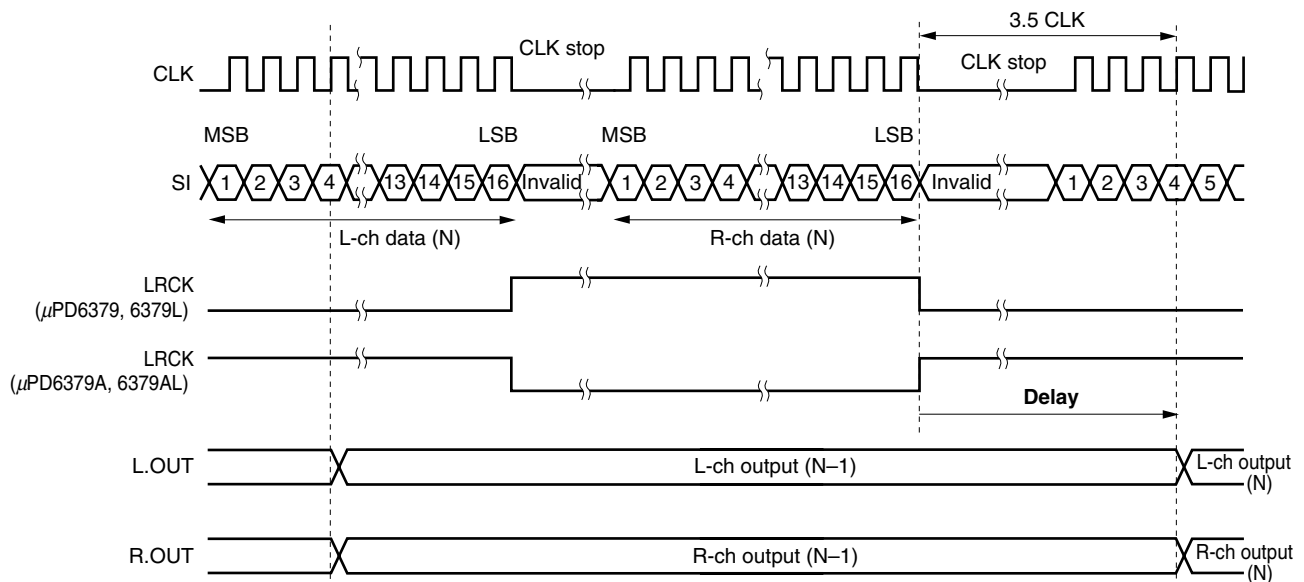 3.5 CLK
CLK
CLK stop
CLK stop
MSB
LSB
MSB
LSB
SI
1 2 3 4 13 14 15 16 Invalid 1 2 3 4 13 14 15 16 Invalid 1 2 3 4 5
L-ch data (N)
R-ch data (N)
LRCK
(μPD6379, 6379L)
LRCK
(μPD6379A, 6379AL)
Delay
L.OUT
L-ch output (N–1)
L-ch output
(N)
R.OUT
R-ch output (N–1)
R-ch output
(N)